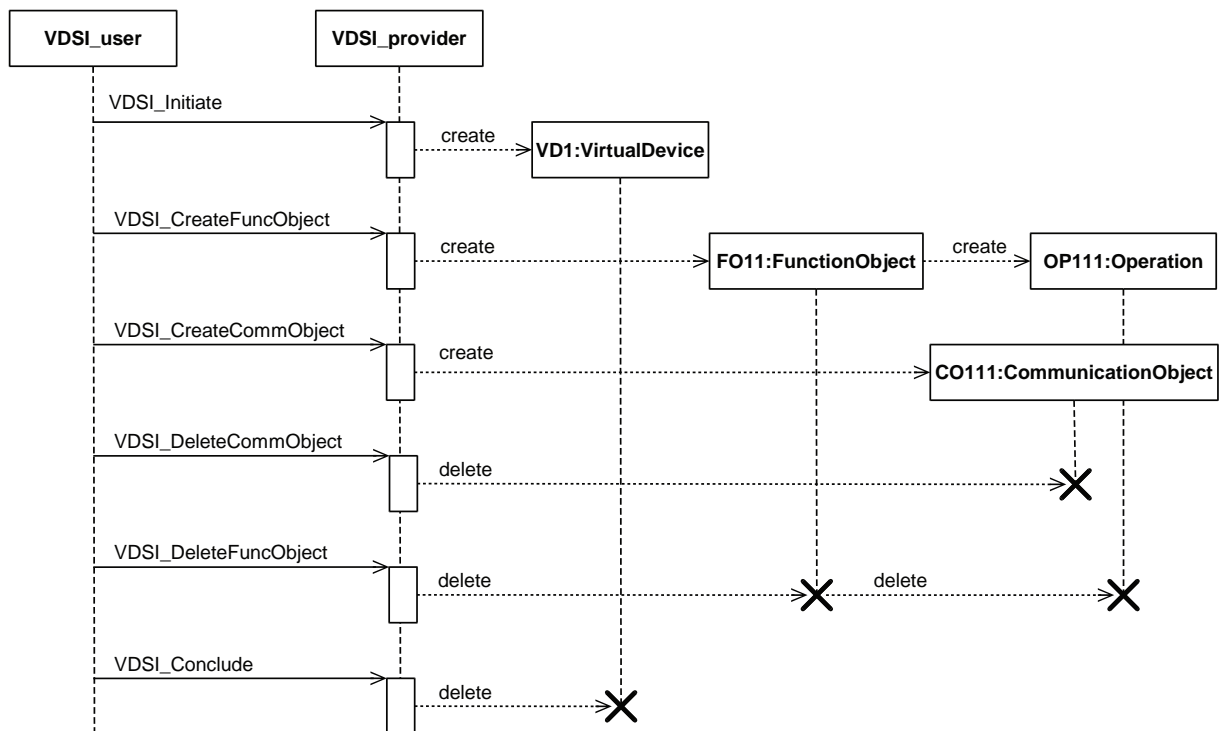 VDSI_user
VDSI_provider
VDSI_Initiate
create
VD1:VirtualDevice
VDSI_CreateFuncObject
create
FO11:FunctionObject
create
OP111:Operation
VDSI_CreateCommObject
create
CO111:CommunicationObject
VDSI_DeleteCommObject
delete
VDSI_DeleteFuncObject
delete
delete
VDSI_Conclude
delete